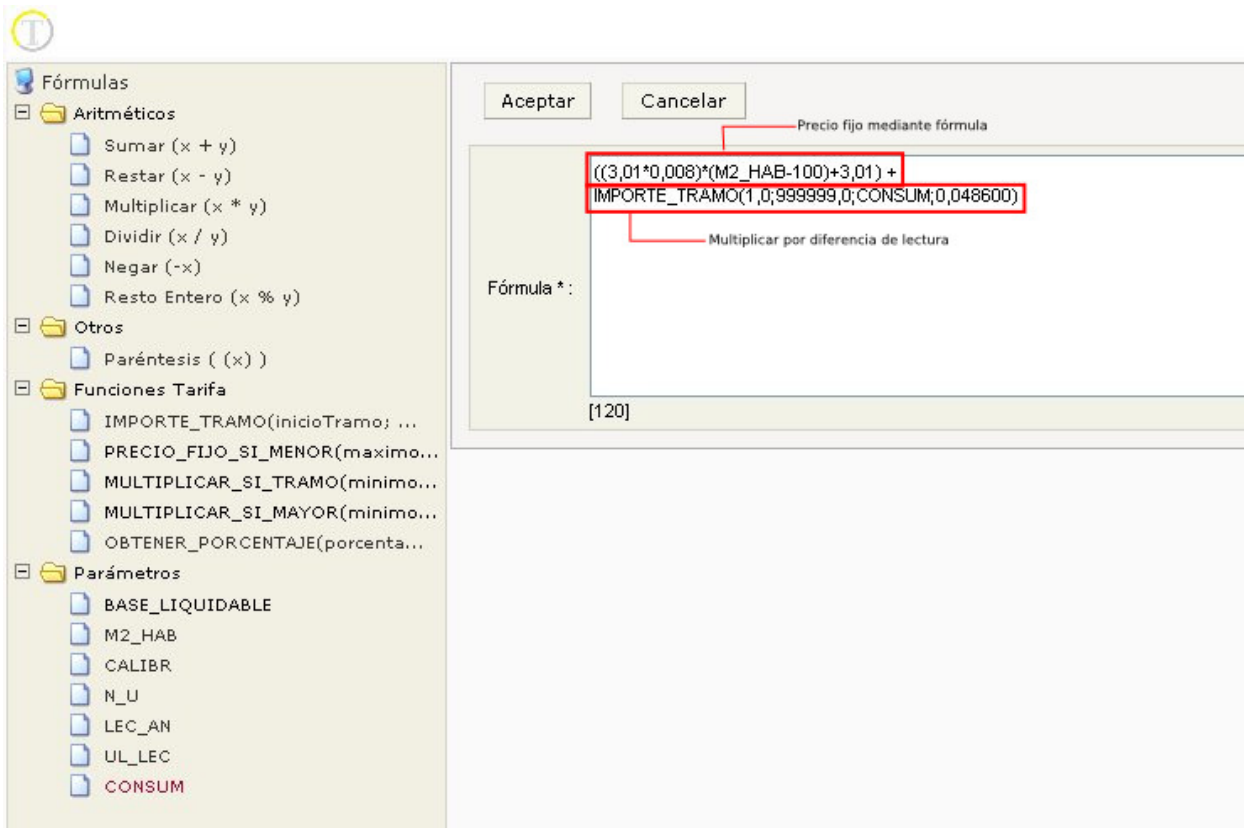 T
Fórmulas
Aritméticos
Sumar (x + y)
Restar (x - y)
Multiplicar (x * y)
Dividir (x / y)
Negar (-x)
Resto Entero (x % y)
Otros
Paréntesis ( (x) )
Funciones Tarifa
IMPORTE_TRAMO(inicioTramo; ...
PRECIO_FIJO_SI_MENOR(maximo...
MULTIPLICAR_SI_TRAMO(minimo...
MULTIPLICAR_SI_MAYOR(minimo...
OBTENER_PORCENTAJE(porcenta...
Parámetros
BASE_LIQUIDABLE
M2_HAB
CALIBR
N_U
LEC_AN
UL_LEC
CONSUM
Aceptar Cancelar
Precio fijo mediante fórmula
((3,01*0,008)*(M2_HAB-100)+3,01) +
IMPORTE_TRAMO(1,0;999999,0;CONSUM;0,048600)
Multiplicar por diferencia de lectura
Fórmula * :
[120]